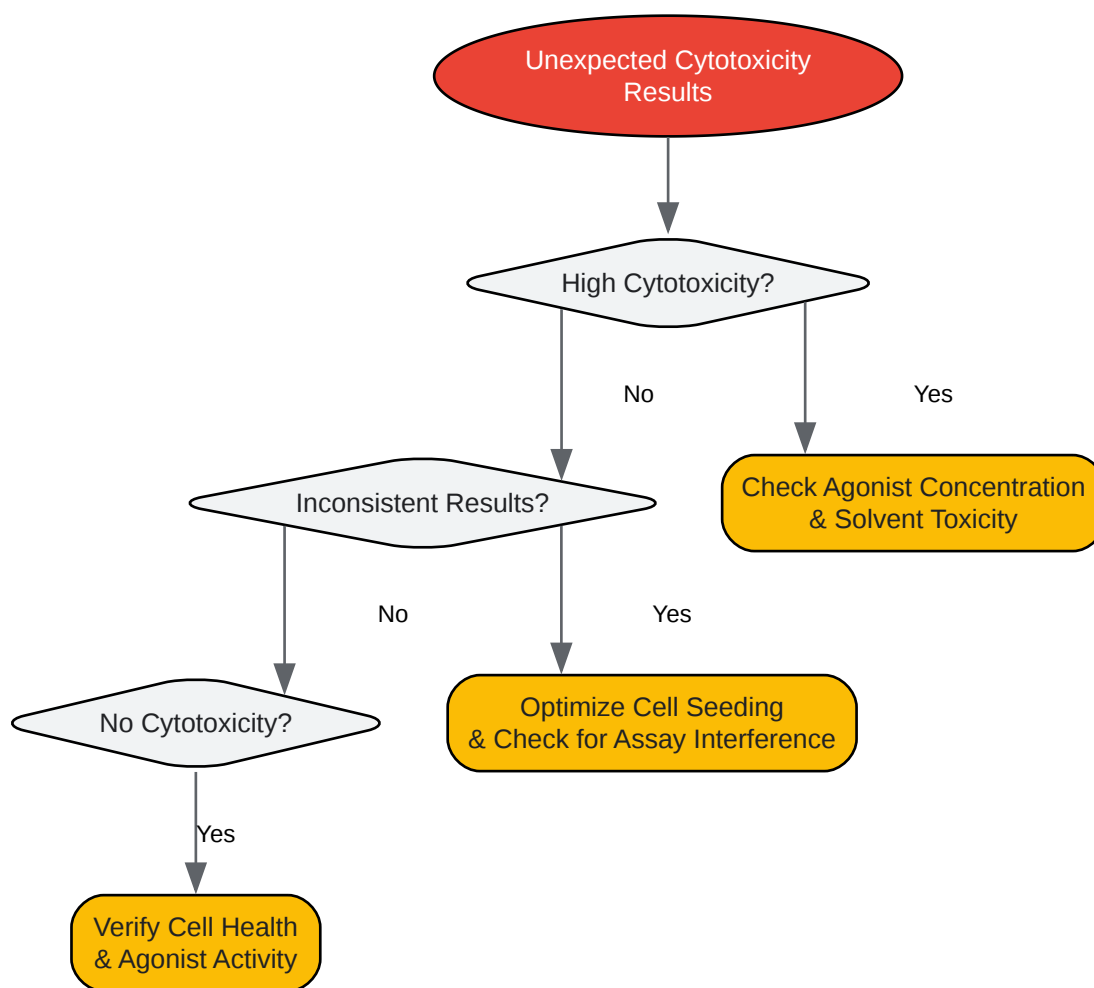 Unexpected Cytotoxicity
Results
High Cytotoxicity?
No
Yes
Check Agonist Concentration
& Solvent Toxicity
Inconsistent Results?
No
Yes
Optimize Cell Seeding
& Check for Assay Interference
No Cytotoxicity?
Yes
Verify Cell Health
& Agonist Activity